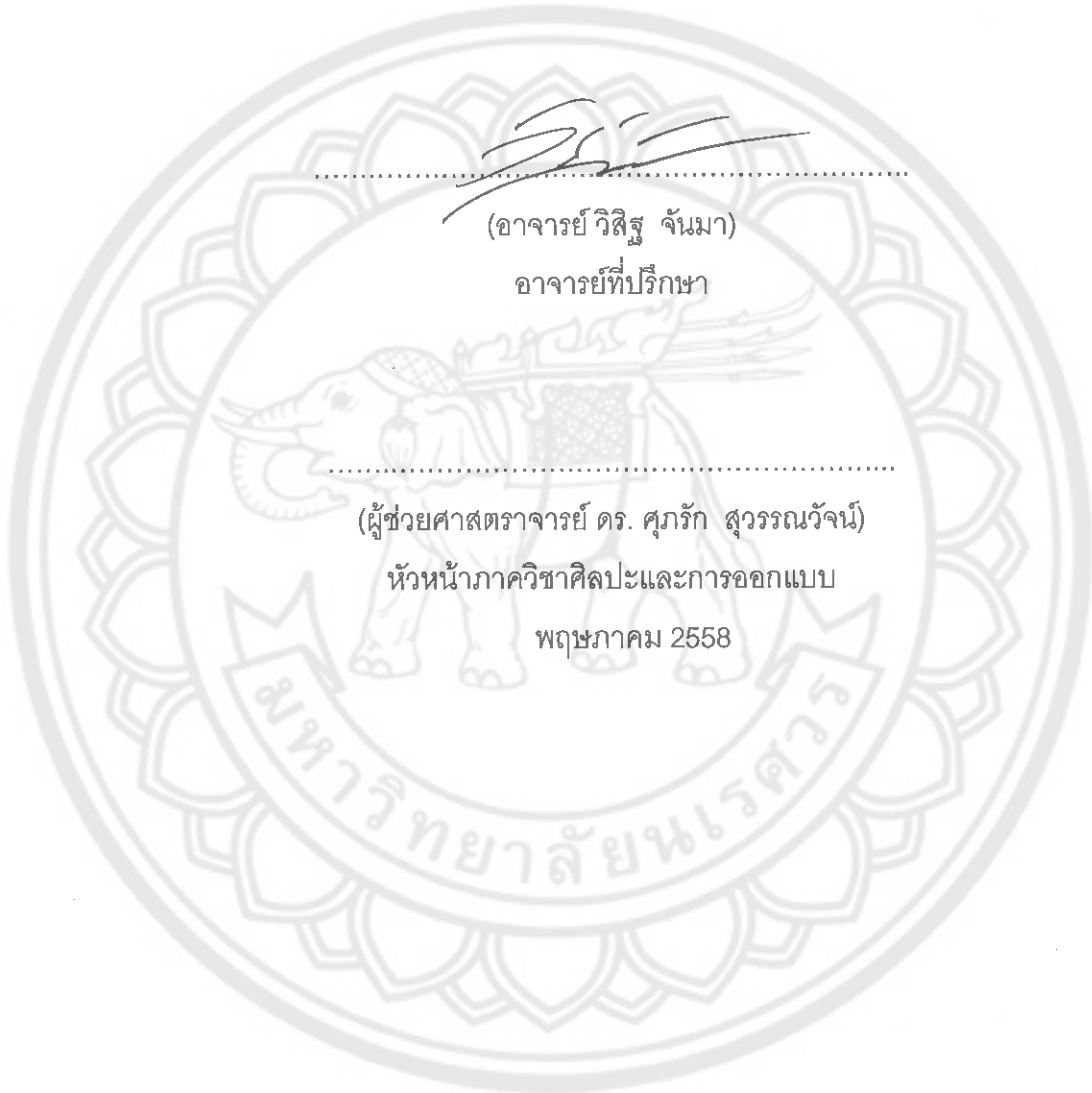 (อาจารย์ วิสิฐ จันมา)
อาจารย์ที่ปรึกษา
(ผู้ช่วยศาสตราจารย์ ดร. ศุภรัก สุวรรณวัจน์)
หัวหน้าภาควิชาศิลปะและการออกแบบ
พฤษภาคม 2558
มหาวิทยาลัยนเรศวร